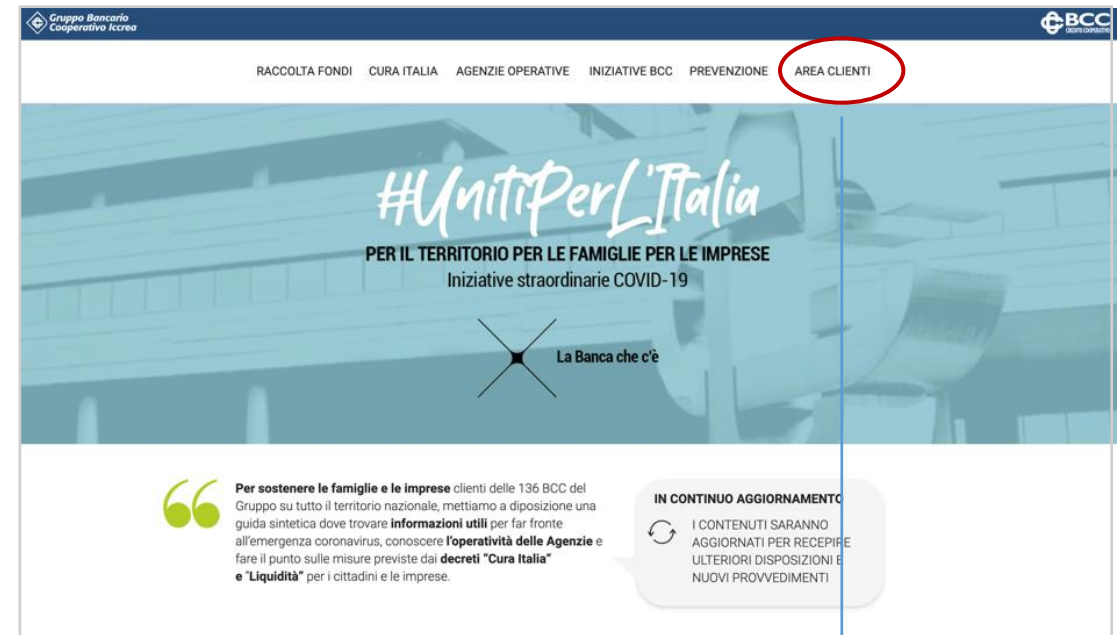 Gruppo Bancario
Cooperativo Iccrea
BCC
CREDITO COOPERATIVO
RACCOLTA FONDI CURA ITALIA AGENZIE OPERATIVE INIZIATIVE BCC PREVENZIONE AREA CLIENTI
#UnitiPerL'Italia
PER IL TERRITORIO PER LE FAMIGLIE PER LE IMPRESE
Iniziative straordinarie COVID-19
La Banca che c'è
Per sostenere le famiglie e le imprese clienti delle 136 BCC del
Gruppo su tutto il territorio nazionale, mettiamo a diposizione una
guida sintetica dove trovare informazioni utili per far fronte
all'emergenza coronavirus, conoscere l'operatività delle Agenzie e
fare il punto sulle misure previste dai decreti "Cura Italia"
e "Liquidità" per i cittadini e le imprese.
IN CONTINUO AGGIORNAMENTO
I CONTENUTI SARANNO
AGGIORNATI PER RECEPIRE
ULTERIORI DISPOSIZIONI E
NUOVI PROVVEDIMENTI